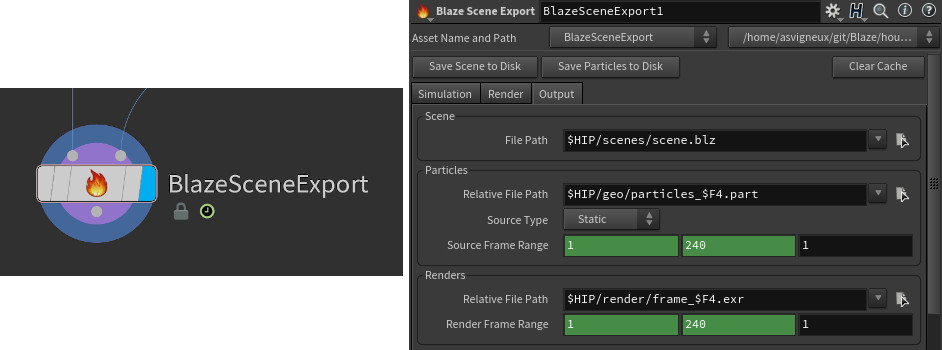 BlazeSceneExport
Blaze Scene Export BlazeSceneExport1
Asset Name and Path BlazeSceneExport /home/asvigneux/git/Blaze/hou...
Save Scene to Disk Save Particles to Disk Clear Cache
Simulation Render Output
Scene
File Path $HIP/scenes/scene.blz
Particles
Relative File Path $HIP/geo/particles_$F4.part
Source Type Static
Source Frame Range 1 240 1
Renders
Relative File Path $HIP/render/frame_$F4.exr
Render Frame Range 1 240 1